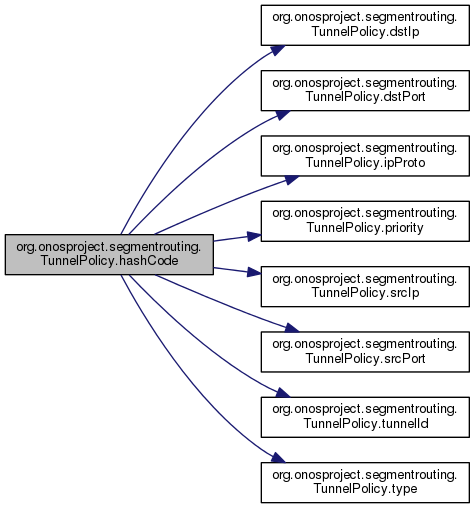 org.onosproject.segmentrouting.
TunnelPolicy.dstIp
org.onosproject.segmentrouting.
TunnelPolicy.dstPort
org.onosproject.segmentrouting.
TunnelPolicy.ipProto
org.onosproject.segmentrouting.
TunnelPolicy.priority
org.onosproject.segmentrouting.
TunnelPolicy.hashCode
org.onosproject.segmentrouting.
TunnelPolicy.srcIp
org.onosproject.segmentrouting.
TunnelPolicy.srcPort
org.onosproject.segmentrouting.
TunnelPolicy.tunnelId
org.onosproject.segmentrouting.
TunnelPolicy.type